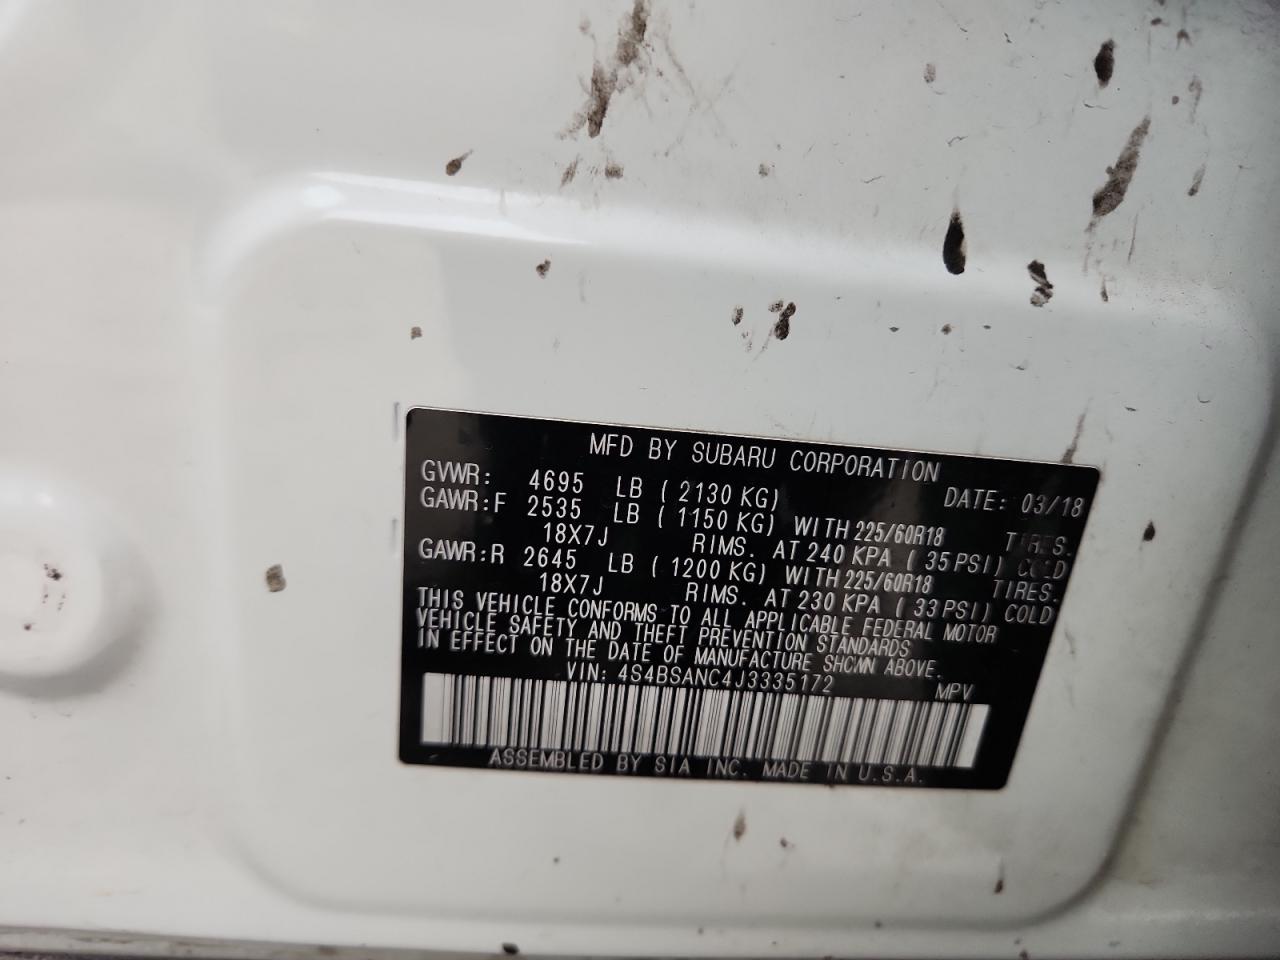 MFD BY SUBARU CORPORATION
GVWR: 4695 LB (2130 KG) DATE: 03/18
GAWR:F 2535 LB (1150 KG) WITH 225/60R18 TIRES.
18X7J RIMS. AT 240 KPA (35 PSI) COLD
GAWR:R 2645 LB (1200 KG) WITH 225/60R18 TIRES.
18X7J RIMS. AT 230 KPA (33 PSI) COLD
THIS VEHICLE CONFORMS TO ALL APPLICABLE FEDERAL MOTOR
VEHICLE SAFETY AND THEFT PREVENTION STANDARDS
IN EFFECT ON THE DATE OF MANUFACTURE SHOWN ABOVE.
VIN: 4S4BSANC4J3335172 MPV
ASSEMBLED BY SIA INC. MADE IN U.S.A.